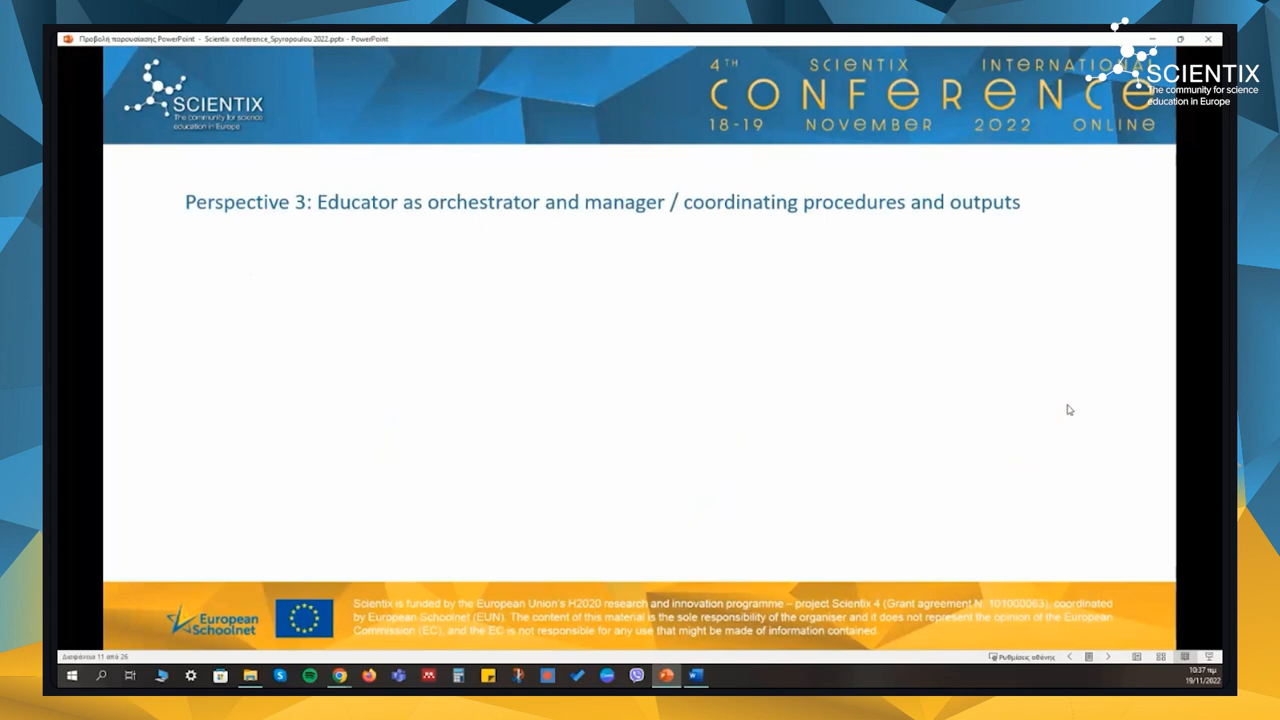 Προβολή παρουσίασης PowerPoint - Scientix conference_Spyropoulou 2022.pptx - PowerPoint
SCIENTIX
The community for science
education in Europe
4TH SCIENTIX INTERNATIONAL
CONFERENCE
18-19 NOVEMBER 2022 ONLINE
SCIENTIX
The community for science
education in Europe
Perspective 3: Educator as orchestrator and manager / coordinating procedures and outputs
European
Schoolnet
Scientix is funded by the European Union's H2020 research and innovation programme – project Scientix 4 (Grant agreement N. 101000063), coordinated
by European Schoolnet (EUN). The content of this material is the sole responsibility of the organiser and it does not represent the opinion of the European
Commission (EC), and the EC is not responsible for any use that might be made of information contained
Διαφάνεια 11 από 26
Ρυθμίσεις οθόνης
10:37 πμ
19/11/2022